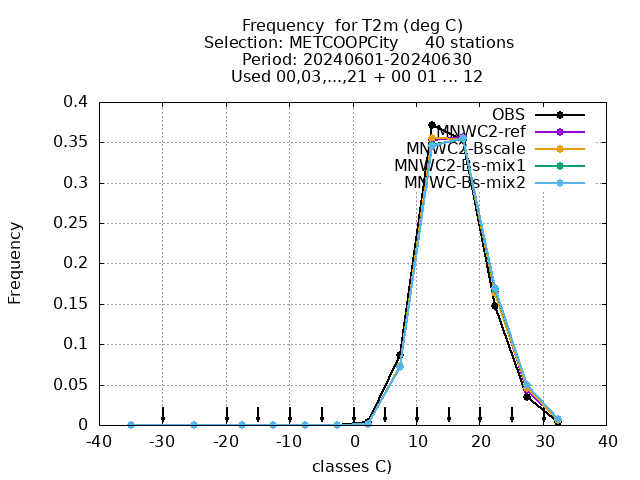 Frequency  for T2m (deg C)
Selection: METCOOPCity     40 stations
Period: 20240601-20240630
Used 00,03,...,21 + 00 01 ... 12
0.4
0.35
0.3
0.25
0.2
0.15
0.1
0.05
0
Frequency
OBS
MNWC2-ref
MNWC2-Bscale
MNWC2-Bs-mix1
MNWC-Bs-mix2
-40 -30 -20 -10 0 10 20 30 40
classes C)